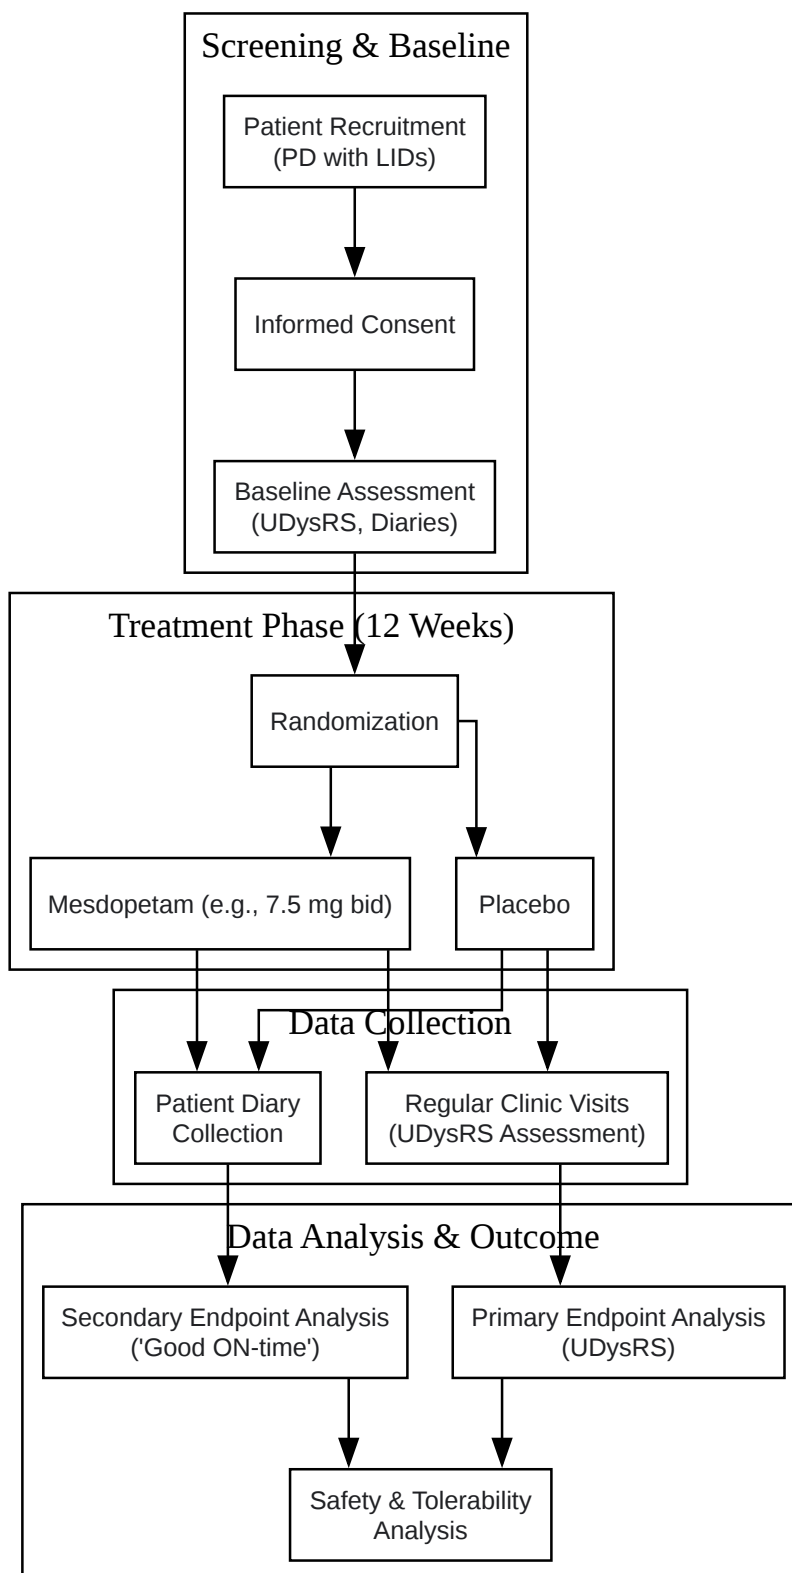 Screening & Baseline
Patient Recruitment
(PD with LIDs)
Informed Consent
Baseline Assessment
(UDysRS, Diaries)
Treatment Phase (12 Weeks)
Randomization
Mesdopetam (e.g., 7.5 mg bid)
Placebo
Data Collection
Patient Diary
Collection
Regular Clinic Visits
(UDysRS Assessment)
Data Analysis & Outcome
Secondary Endpoint Analysis
('Good ON-time')
Primary Endpoint Analysis
(UDysRS)
Safety & Tolerability
Analysis